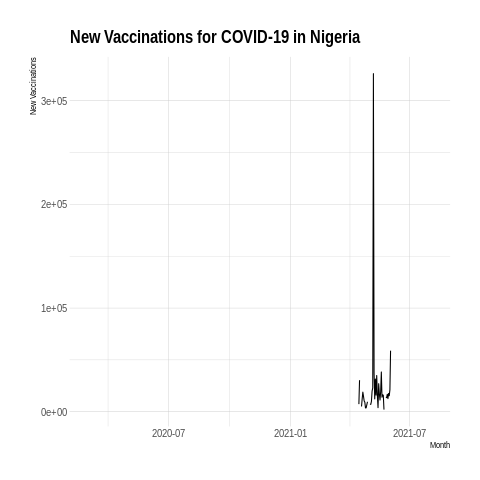 New Vaccinations for COVID-19 in Nigeria
New Vaccinations
3e+05
2e+05
1e+05
0e+00
2020-07
2021-01
2021-07
Month